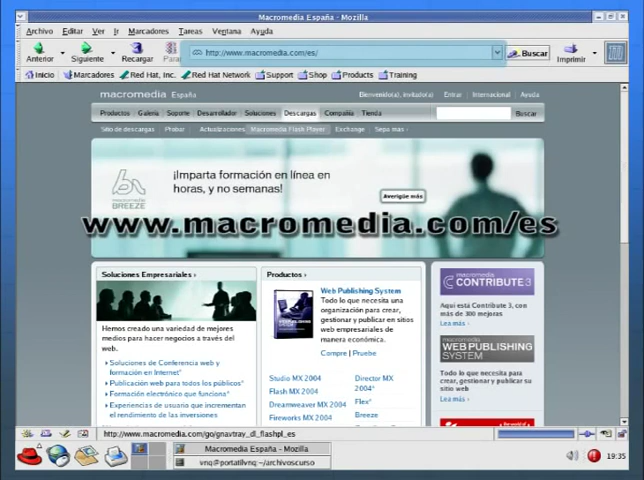 Macromedia España - Mozilla
Archivo Editar Ver Ir Marcadores Tareas Ventana Ayuda
http://www.macromedia.com/es/
Buscar
Anterior Siguiente Recargar Para Imprimir
Inicio Marcadores Red Hat, Inc. Red Hat Network Support Shop Products Training
macromedia España
Bienvenido(a), invitado(a) Entrar Internacional Ayuda
Productos Galería Soporte Desarrollador Soluciones Descargas Compañía Tienda Buscar
Sitio de descargas Probar Actualizaciones Macromedia Flash Player Exchange Sepa más
¡Imparta formación en línea en
horas, y no semanas!
Averigüe más
macromedia
BREEZE
www.macromedia.com/es
Soluciones Empresariales
Hemos creado una variedad de mejores
medios para hacer negocios a través del
web.
Soluciones de Conferencia web y
formación en Internet*
Publicación web para todos los públicos*
Formación electrónico que funciona*
Experiencias de usuario que incrementan
el rendimiento de las inversiones
Productos
Web Publishing System
Todo lo que necesita una
organización para crear,
gestionar y publicar en sitios
web empresariales de
manera económica.
Compre | Pruebe
Studio MX 2004
Flash MX 2004
Dreamweaver MX 2004
Fireworks MX 2004
Director MX
2004*
Flex*
Breeze
macromedia
CONTRIBUTE 3
Aquí está Contribute 3, con
más de 300 mejoras
Lea más
macromedia
WEB PUBLISHING
SYSTEM
Todo lo que necesita para
crear, gestionar y publicar su
sitio web
Lea más
http://www.macromedia.com/go/gnavtray_dl_flashpl_es
Macromedia España - Mozilla
vnq@portatilvnq:~/archivoscurso
19:35